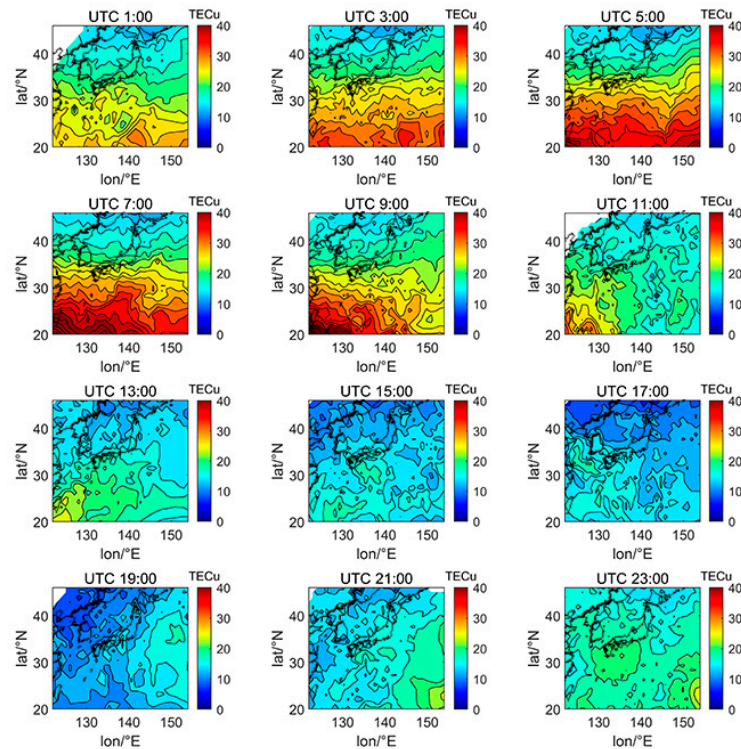 UTC 1:00 TECu UTC 3:00 TECu UTC 5:00 TECu
40 40 40
lat/°N 40 30 lat/°N 40 30 lat/°N 40 30
30 20 30 20 30 20
10 10 10
20 0 20 0 20 0
130 140 150 130 140 150 130 140 150
lon/°E lon/°E lon/°E
UTC 7:00 TECu UTC 9:00 TECu UTC 11:00 TECu
40 40 40
lat/°N 40 30 lat/°N 40 30 lat/°N 40 30
30 20 30 20 30 20
10 10 10
20 0 20 0 20 0
130 140 150 130 140 150 130 140 150
lon/°E lon/°E lon/°E
UTC 13:00 TECu UTC 15:00 TECu UTC 17:00 TECu
40 40 40
lat/°N 40 30 lat/°N 40 30 lat/°N 40 30
30 20 30 20 30 20
10 10 10
20 0 20 0 20 0
130 140 150 130 140 150 130 140 150
lon/°E lon/°E lon/°E
UTC 19:00 TECu UTC 21:00 TECu UTC 23:00 TECu
40 40 40
lat/°N 40 30 lat/°N 40 30 lat/°N 40 30
30 20 30 20 30 20
10 10 10
20 0 20 0 20 0
130 140 150 130 140 150 130 140 150
lon/°E lon/°E lon/°E